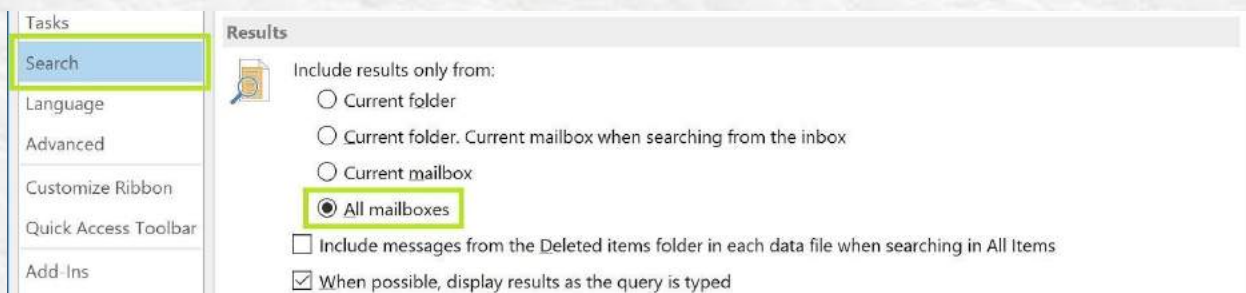 Tasks
Search
Language
Advanced
Customize Ribbon
Quick Access Toolbar
Add-Ins
Results
Include results only from:
Current folder
Current folder. Current mailbox when searching from the inbox
Current mailbox
All mailboxes
Include messages from the Deleted items folder in each data file when searching in All Items
When possible, display results as the query is typed